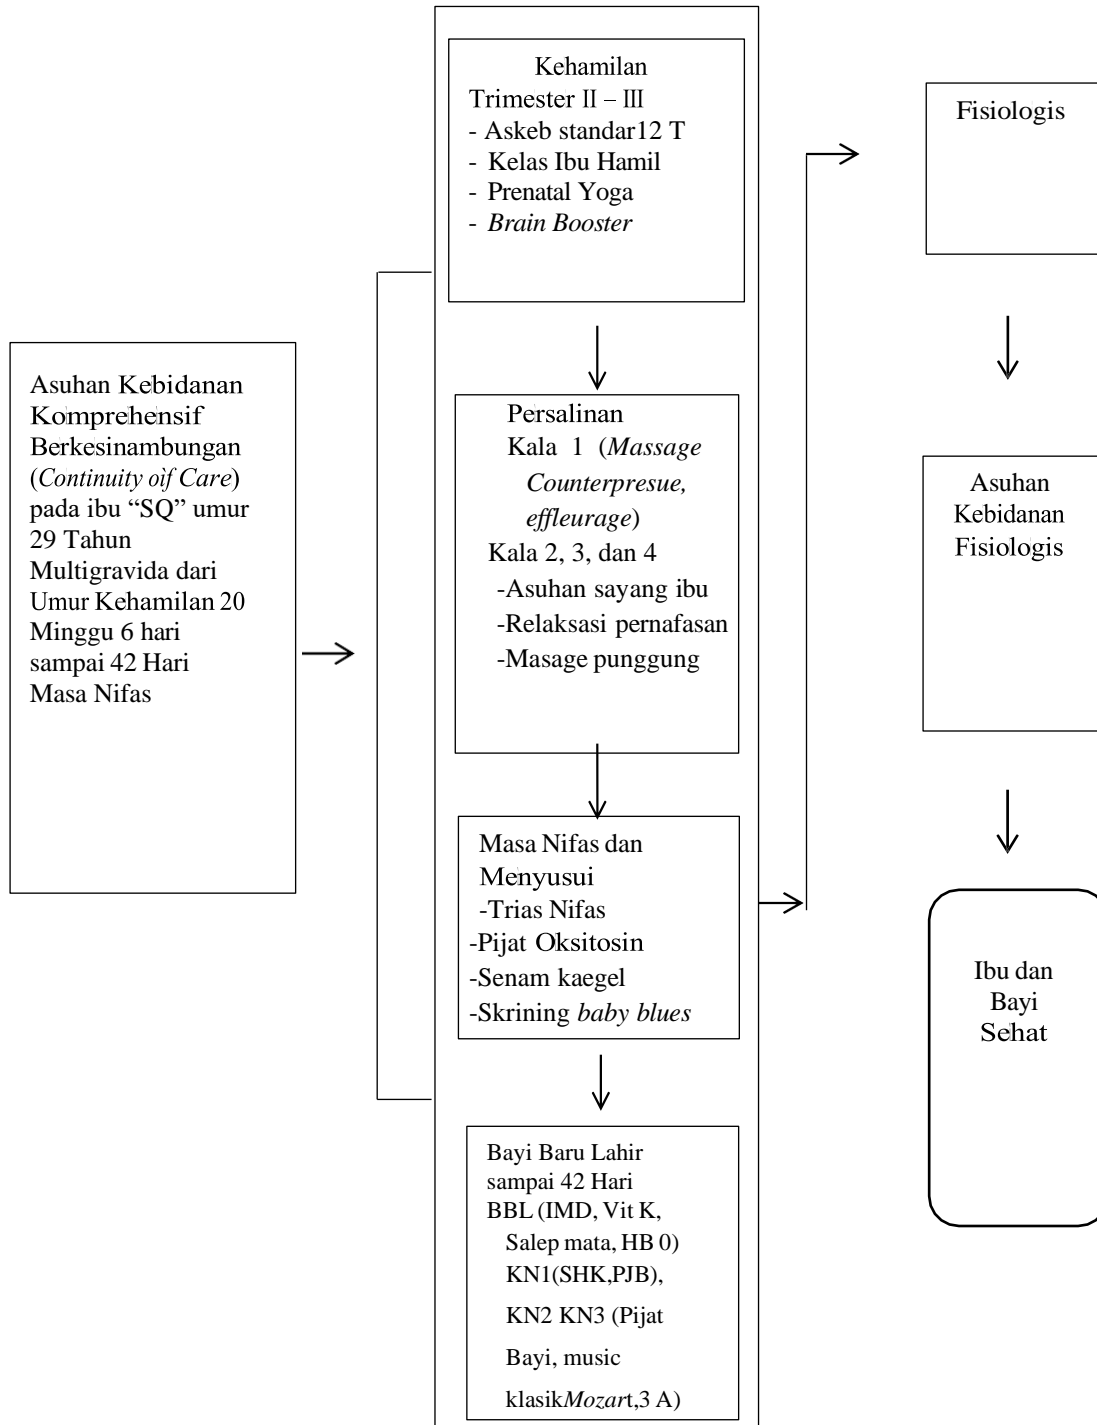 Asuhan Kebidanan
Komprehensif
Berkesinambungan
(Continuity oìf Care)
pada ibu “SQ” umur
29 Tahun
Multigravida dari
Umur Kehamilan 20
Minggu 6 hari
sampai 42 Hari
Masa Nifas
Kehamilan
Trimester II – III
- Askeb standar12 T
- Kelas Ibu Hamil
- Prenatal Yoga
- Brain Booster
Persalinan
Kala 1 (Massage
Counterpresue,
effleurage)
Kala 2, 3, dan 4
-Asuhan sayang ibu
-Relaksasi pernafasan
-Masage punggung
Masa Nifas dan
Menyusui
-Trias Nifas
-Pijat Oksitosin
-Senam kaegel
-Skrining baby blues
Bayi Baru Lahir
sampai 42 Hari
BBL (IMD, Vit K,
Salep mata, HB 0)
KN1(SHK,PJB),
KN2 KN3 (Pijat
Bayi, music
klasikMozart,3 A)
Fisiologis
Asuhan
Kebidanan
Fisiologis
Ibu dan
Bayi
Sehat